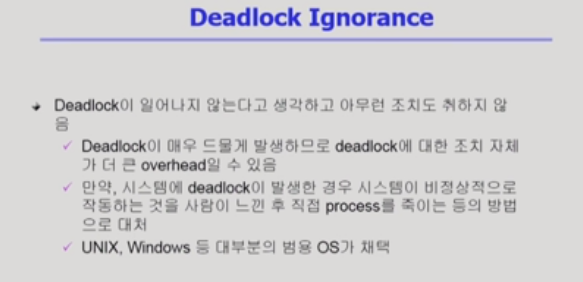 Deadlock Ignorance
Deadlock이 일어나지 않는다고 생각하고 아무런 조치도 취하지 않
음
Deadlock이 매우 드물게 발생하므로 deadlock에 대한 조치 자체
가 더 큰 overhead일 수 있음
만약, 시스템에 deadlock이 발생한 경우 시스템이 비정상적으로
작동하는 것을 사람이 느낀 후 직접 process를 죽이는 등의 방법
으로 대처
UNIX, Windows 등 대부분의 범용 OS가 채택